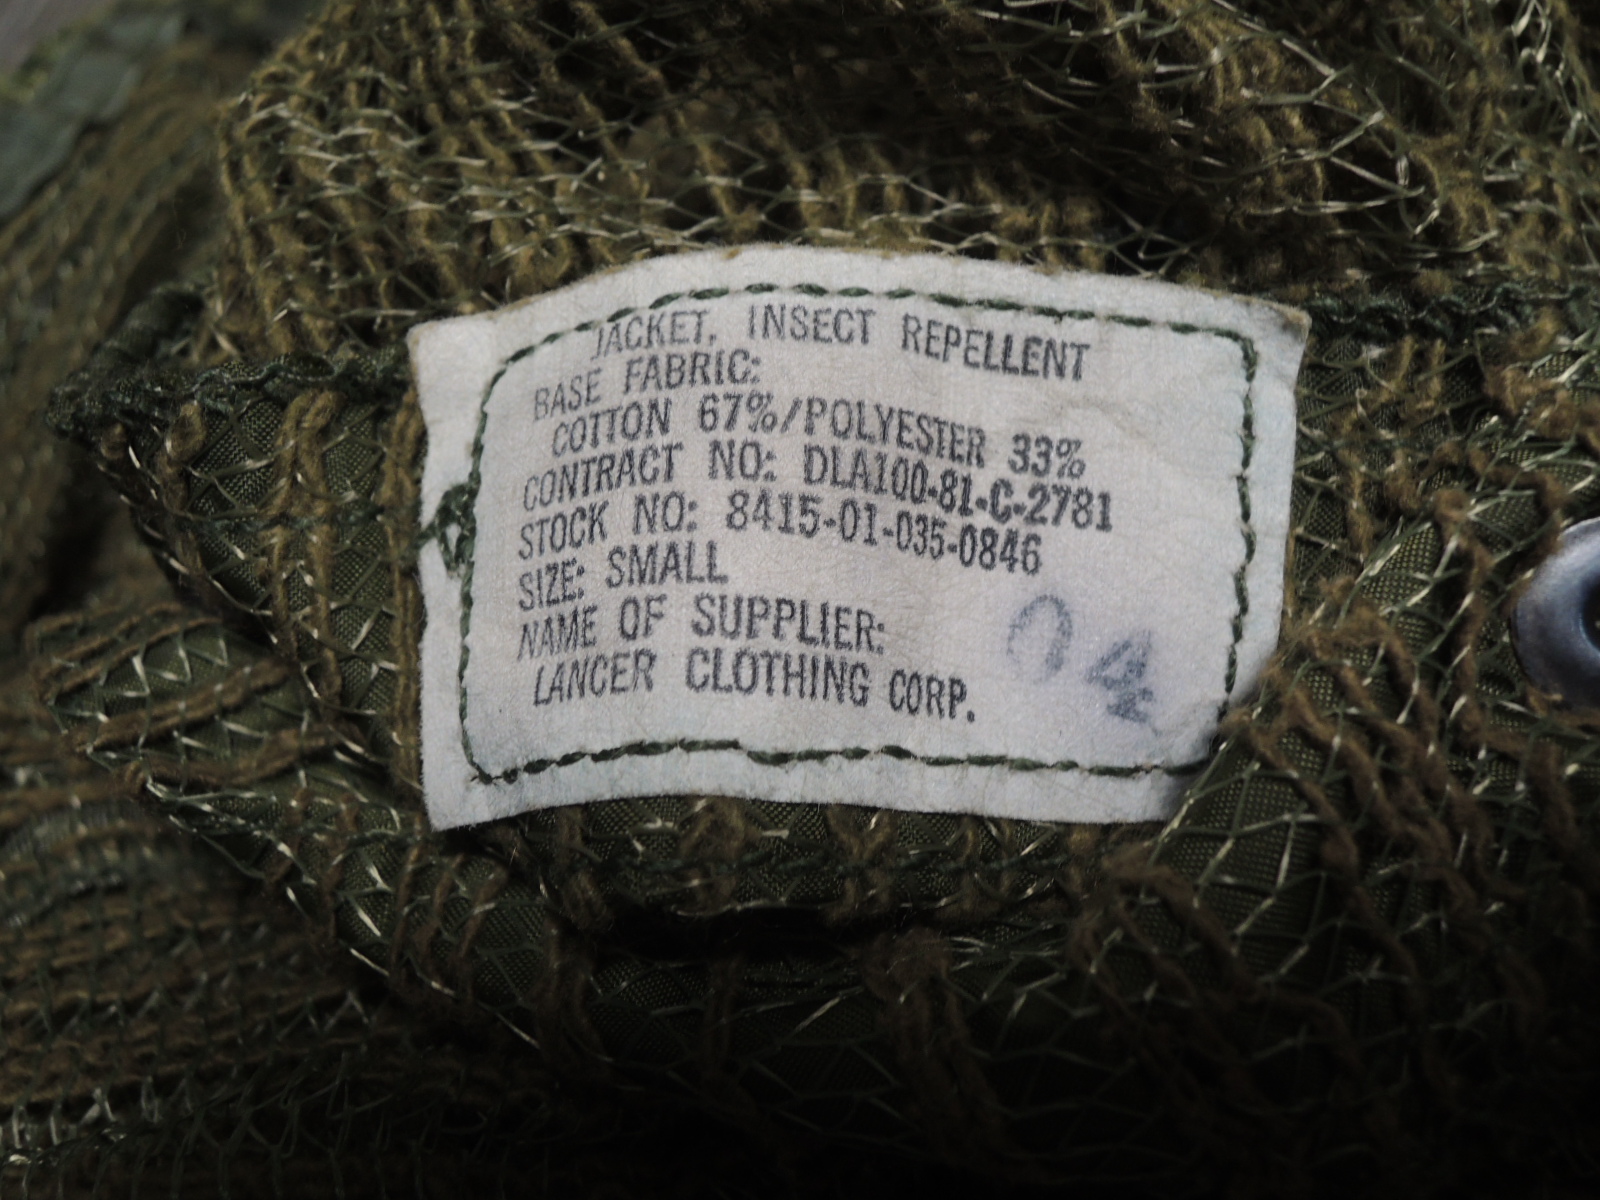 JACKET, INSECT REPELLENT
BASE FABRIC:
COTTON 67%/POLYESTER 33%
CONTRACT NO: DLA100-81-C-2781
STOCK NO: 8415-01-035-0846
SIZE: SMALL
NAME OF SUPPLIER:
LANCER CLOTHING CORP.